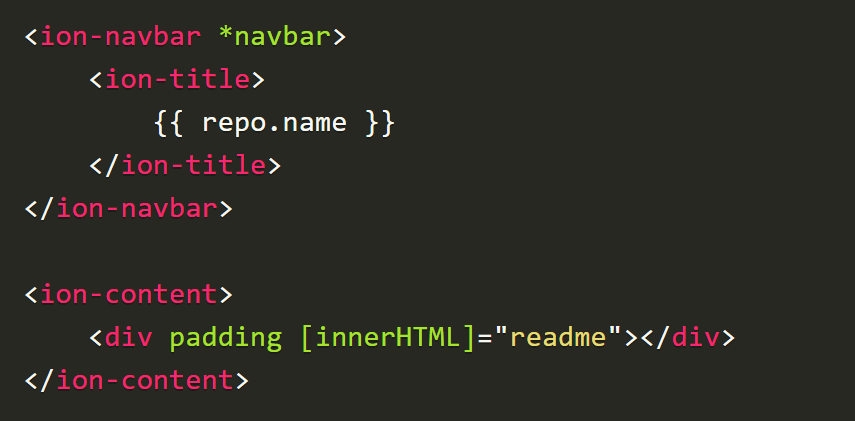 <ion-navbar *navbar>
    <ion-title>
        {{ repo.name }}
    </ion-title>
</ion-navbar>

<ion-content>
    <div padding [innerHTML]="readme"></div>
</ion-content>